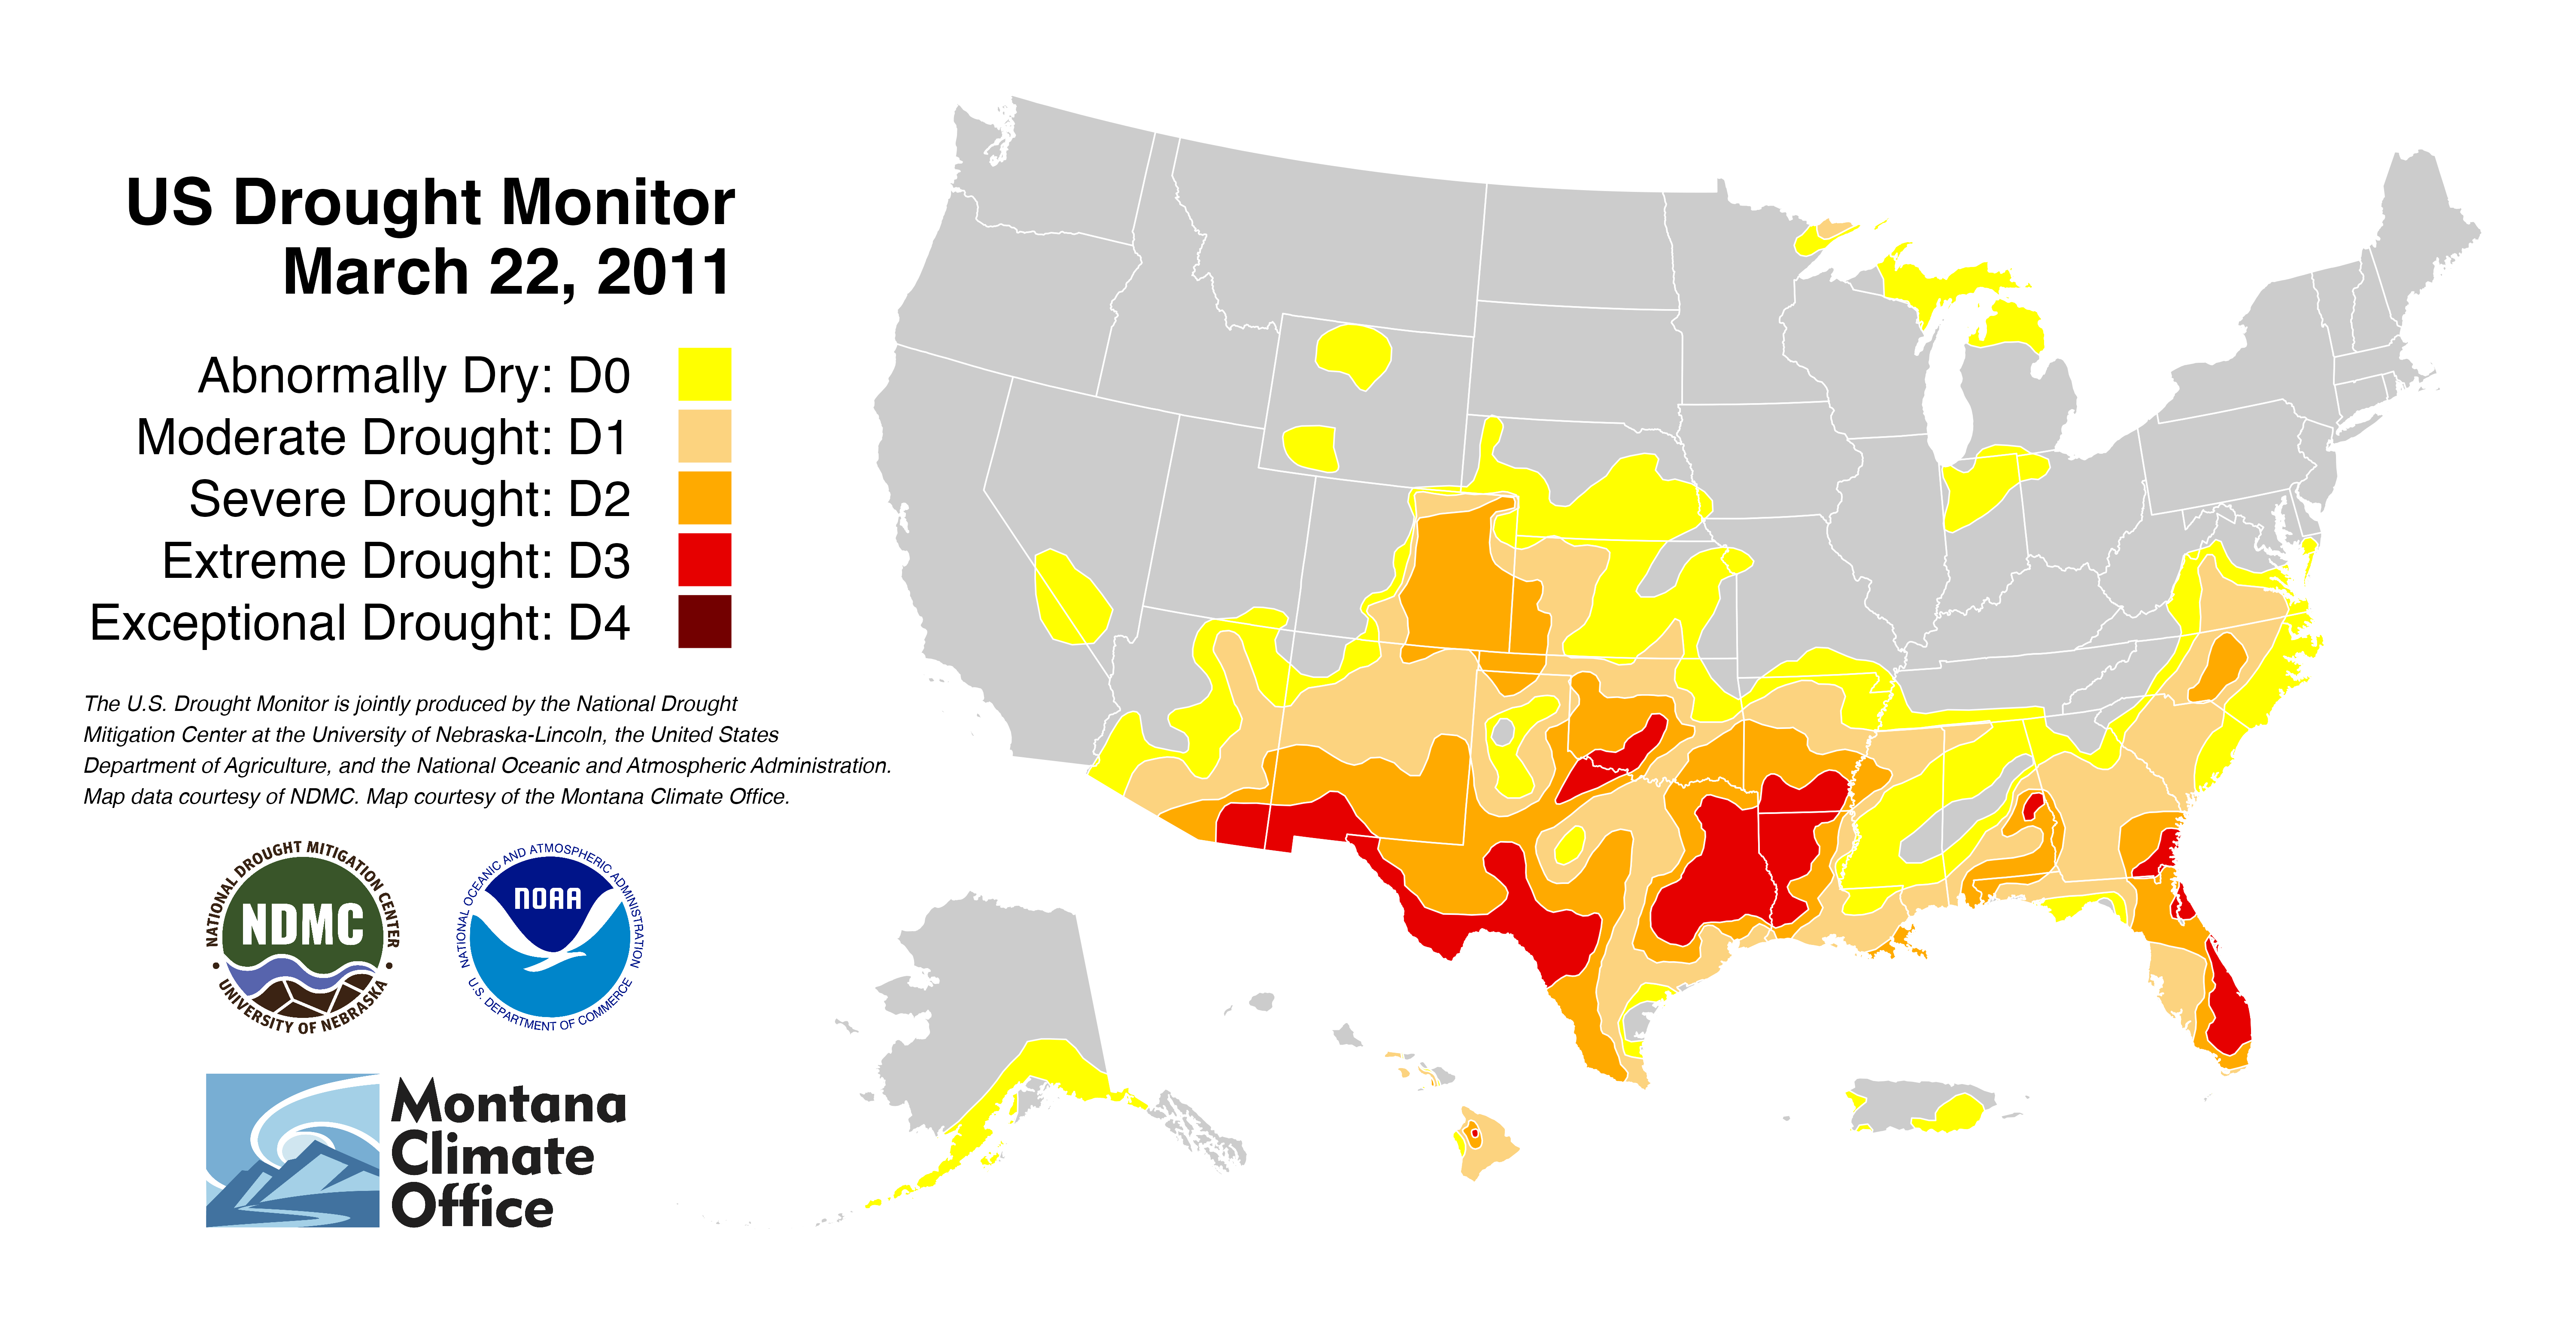 US Drought Monitor
March 22, 2011
Abnormally Dry: D0
Moderate Drought: D1
Severe Drought: D2
Extreme Drought: D3
Exceptional Drought: D4
The U.S. Drought Monitor is jointly produced by the National Drought
Mitigation Center at the University of Nebraska-Lincoln, the United States
Department of Agriculture, and the National Oceanic and Atmospheric Administration.
Map data courtesy of NDMC. Map courtesy of the Montana Climate Office.
NATIONAL DROUGHT MITIGATION CENTER
NDMC
• UNIVERSITY OF NEBRASKA •
NATIONAL OCEANIC AND ATMOSPHERIC ADMINISTRATION
NOAA
U.S. DEPARTMENT OF COMMERCE
Montana
Climate
Office